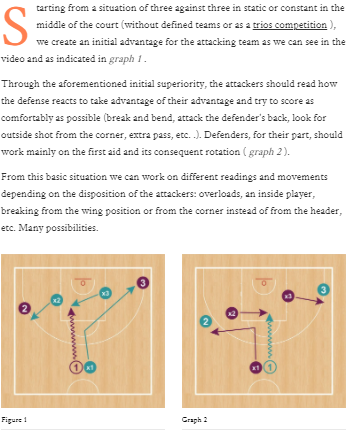 Starting from a situation of three against three in static or constant in the
middle of the court (without defined teams or as a trios competition ),
we create an initial advantage for the attacking team as we can see in the
video and as indicated in graph 1 .
Through the aforementioned initial superiority, the attackers should read how
the defense reacts to take advantage of their advantage and try to score as
comfortably as possible (break and bend, attack the defender's back, look for
outside shot from the corner, extra pass, etc. .). Defenders, for their part, should
work mainly on the first aid and its consequent rotation ( graph 2 ).
From this basic situation we can work on different readings and movements
depending on the disposition of the attackers: overloads, an inside player,
breaking from the wing position or from the corner instead of from the header,
etc. Many possibilities.
2 x2 x3 3 1 x1
2 x2 x3 3 x1 1
Figure 1
Graph 2